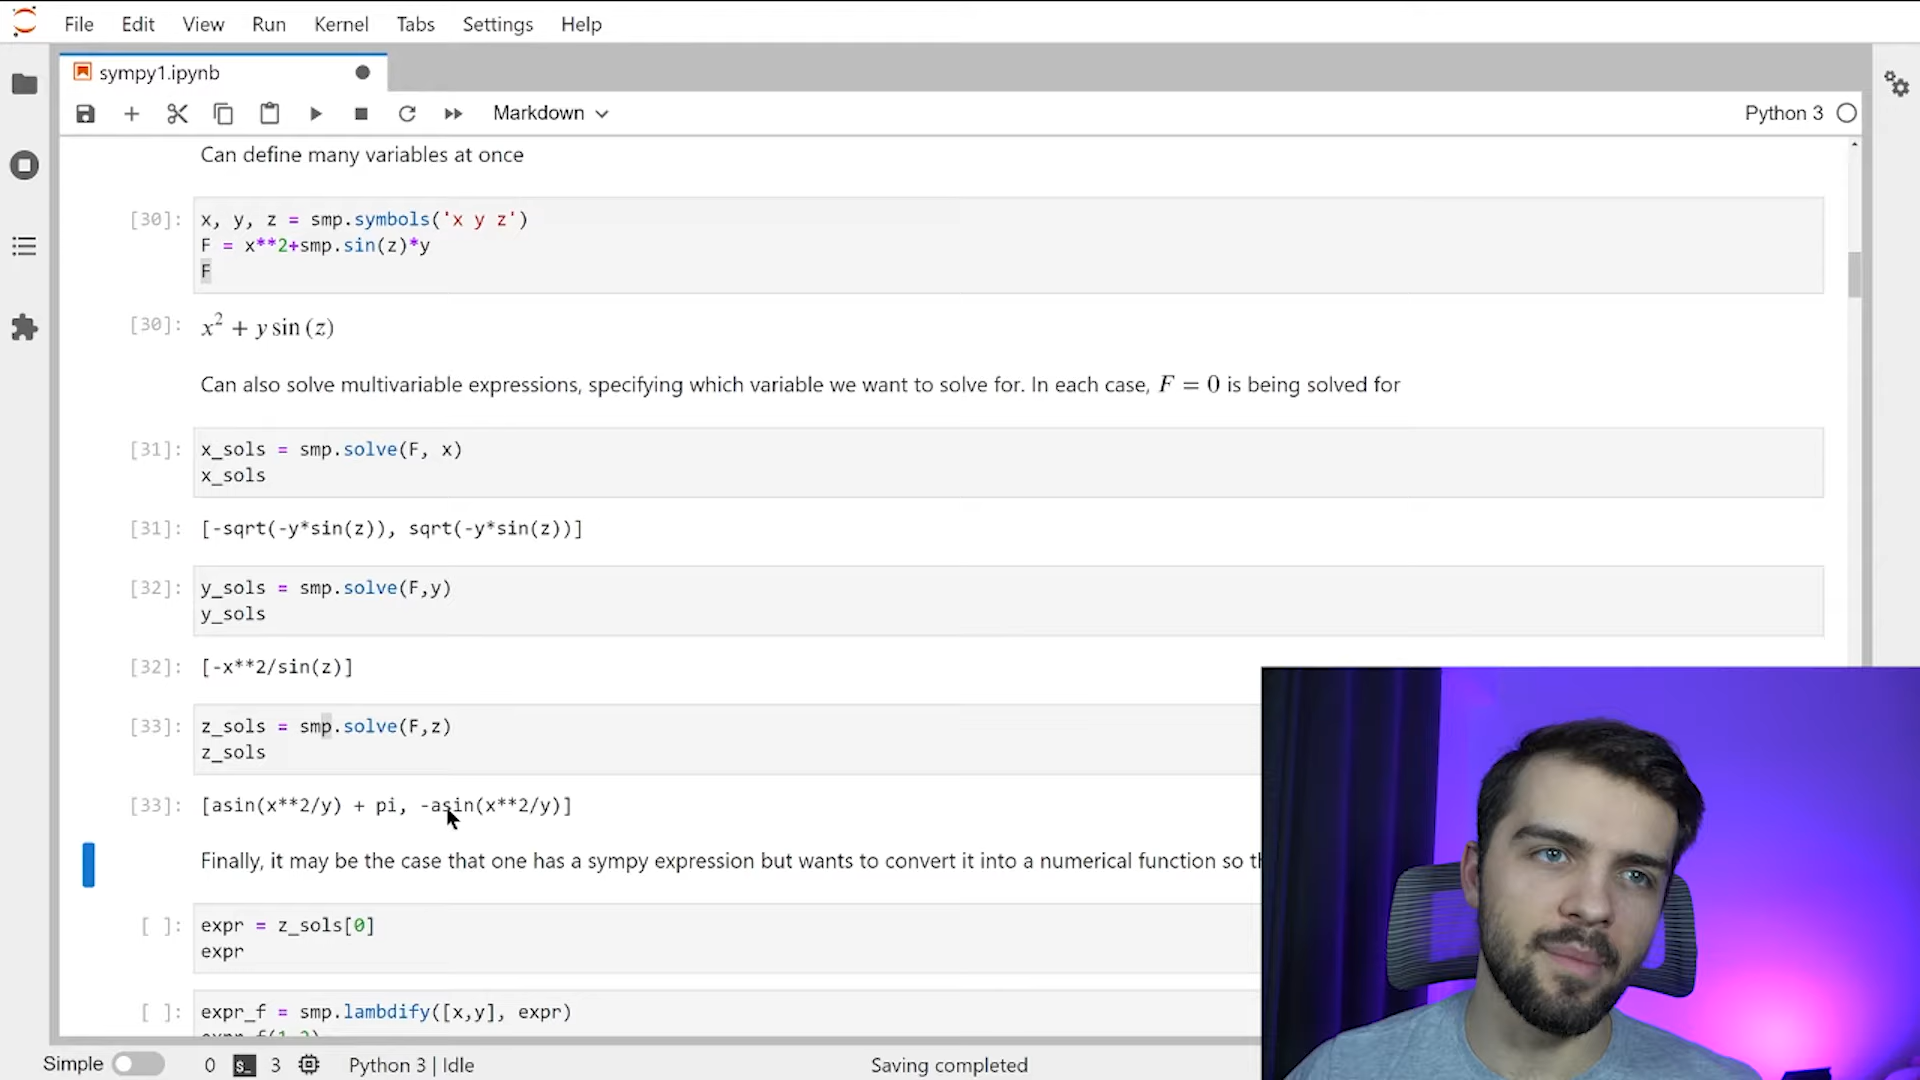 File Edit View Run Kernel Tabs Settings Help
sympy1.ipynb
Markdown
Python 3
Can define many variables at once
[30]: x, y, z = smp.symbols('x y z')
F = x**2+smp.sin(z)*y
F
[30]: x² + y sin (z)
Can also solve multivariable expressions, specifying which variable we want to solve for. In each case, F = 0 is being solved for
[31]: x_sols = smp.solve(F, x)
x_sols
[31]: [-sqrt(-y*sin(z)), sqrt(-y*sin(z))]
[32]: y_sols = smp.solve(F,y)
y_sols
[32]: [-x**2/sin(z)]
[33]: z_sols = smp.solve(F,z)
z_sols
[33]: [asin(x**2/y) + pi, -asin(x**2/y)]
Finally, it may be the case that one has a sympy expression but wants to convert it into a numerical function so
[ ]: expr = z_sols[0]
expr
[ ]: expr_f = smp.lambdify([x,y], expr)
Simple 0 3 Python 3 | Idle Saving completed